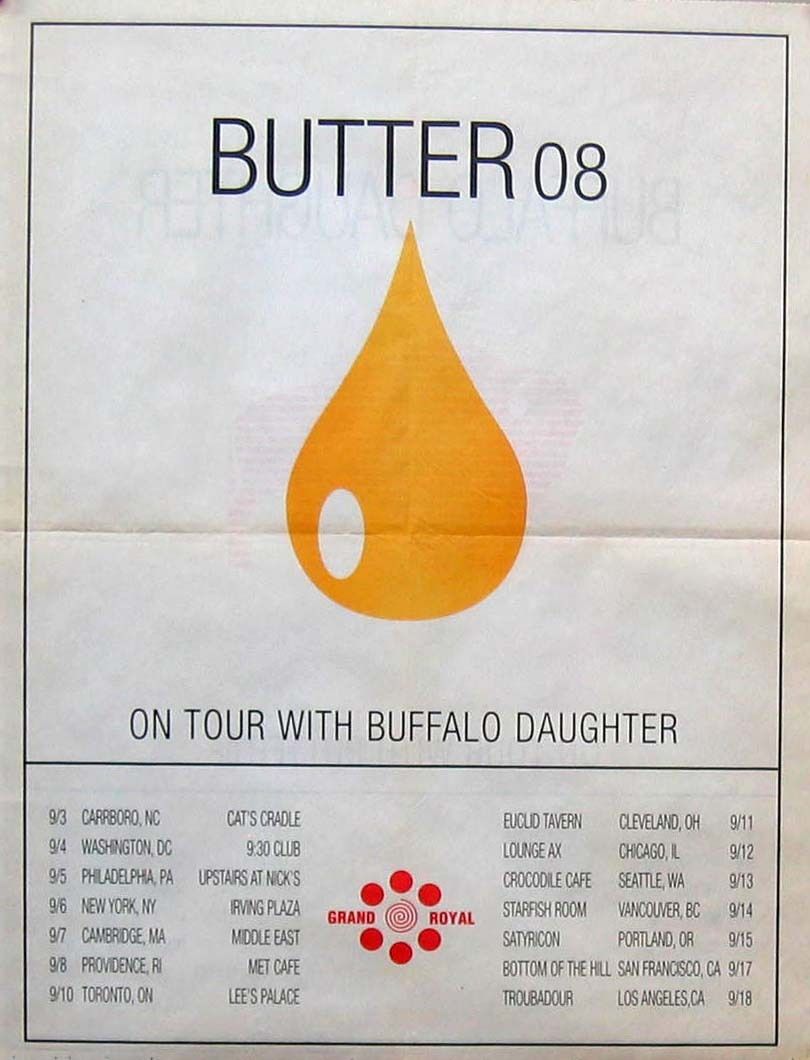 BUTTER 08
ON TOUR WITH BUFFALO DAUGHTER
9/3 CARRBORO, NC CAT'S CRADLE
9/4 WASHINGTON, DC 9:30 CLUB
9/5 PHILADELPHIA, PA UPSTAIRS AT NICK'S
9/6 NEW YORK, NY IRVING PLAZA
9/7 CAMBRIDGE, MA MIDDLE EAST
9/8 PROVIDENCE, RI MET CAFE
9/10 TORONTO, ON LEE'S PALACE
GRAND ROYAL
EUCLID TAVERN CLEVELAND, OH 9/11
LOUNGE AX CHICAGO, IL 9/12
CROCODILE CAFE SEATTLE, WA 9/13
STARFISH ROOM VANCOUVER, BC 9/14
SATYRICON PORTLAND, OR 9/15
BOTTOM OF THE HILL SAN FRANCISCO, CA 9/17
TROUBADOUR LOS ANGELES,CA 9/18